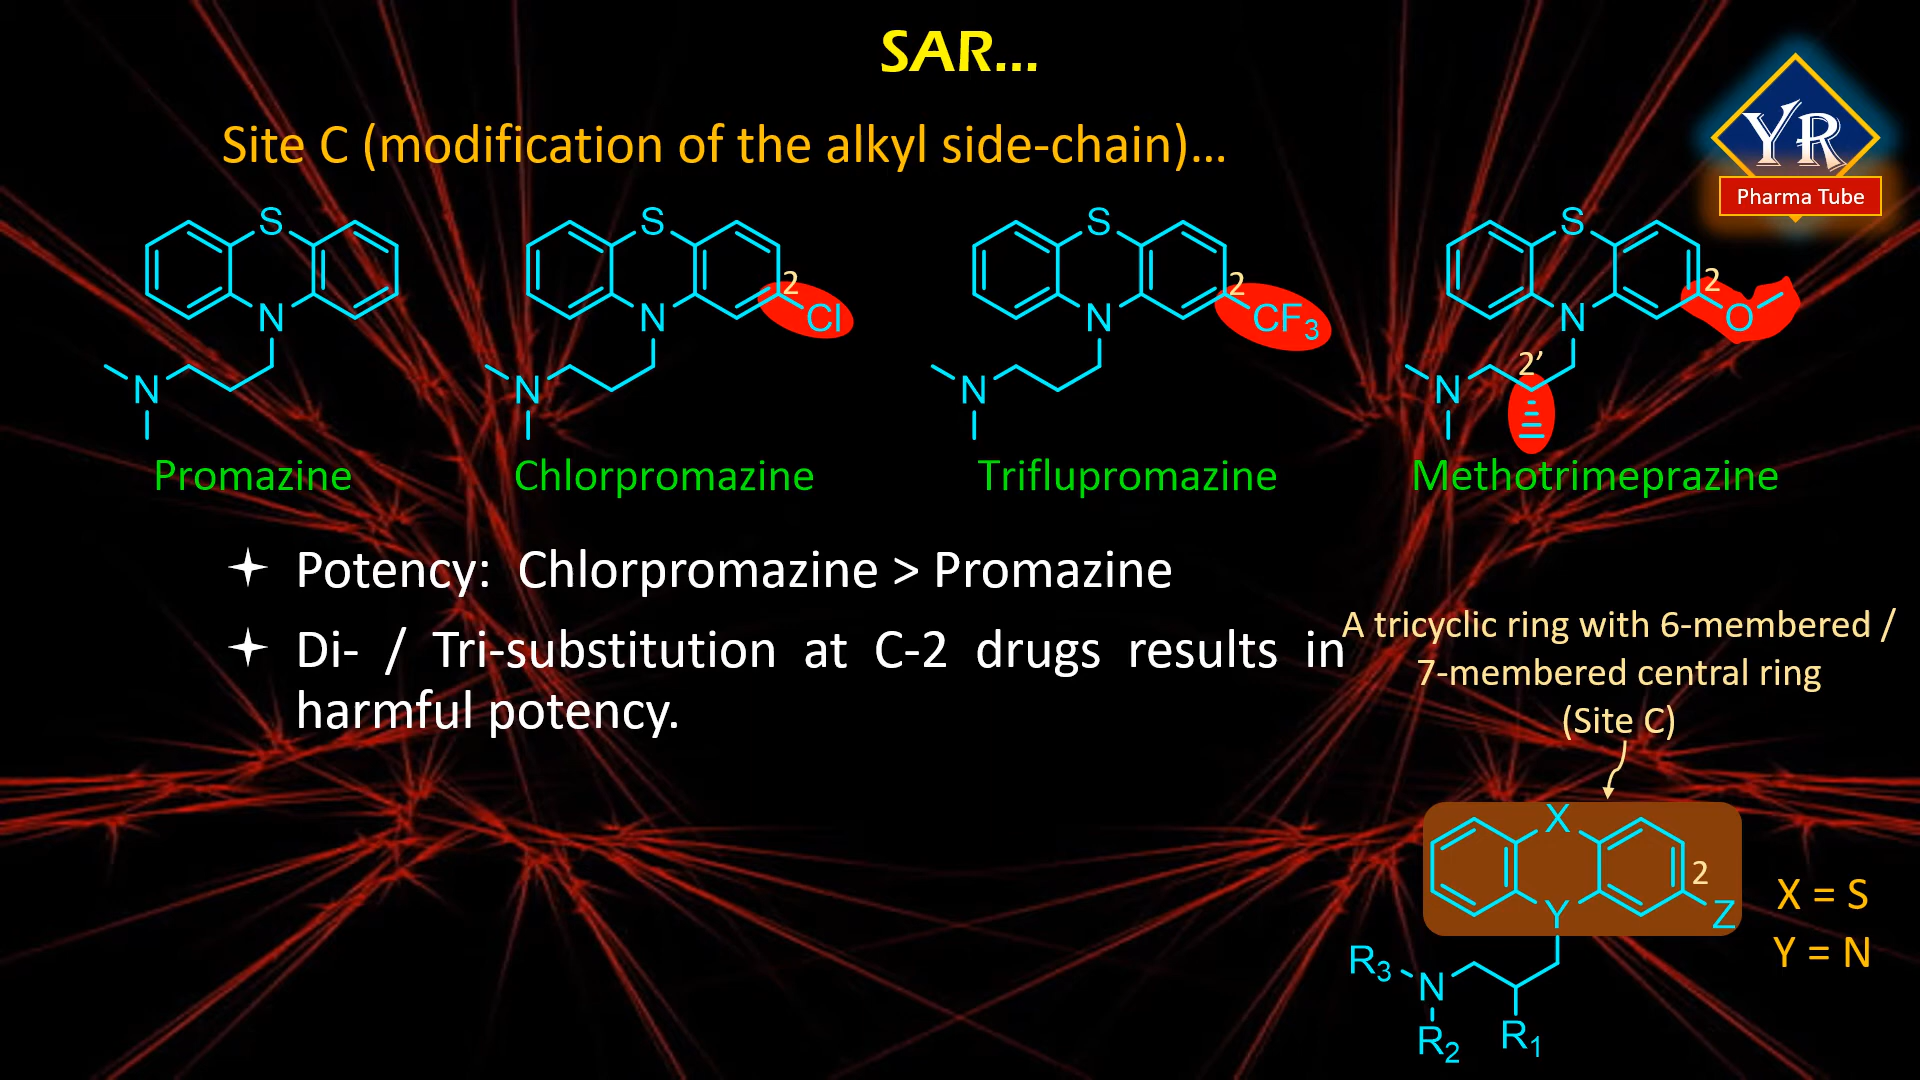 SAR...
Site C (modification of the alkyl side-chain)...
YR
Pharma Tube
S
N
N
Promazine
S
N
N
2
Cl
Chlorpromazine
S
N
N
2
CF3
Triflupromazine
S
N
N
2
O
2’
Methotrimeprazine
Potency: Chlorpromazine > Promazine
Di- / Tri-substitution at C-2 drugs results in
harmful potency.
A tricyclic ring with 6-membered /
7-membered central ring
(Site C)
X
2
Y
Z
R3
N
R2
R1
X = S
Y = N